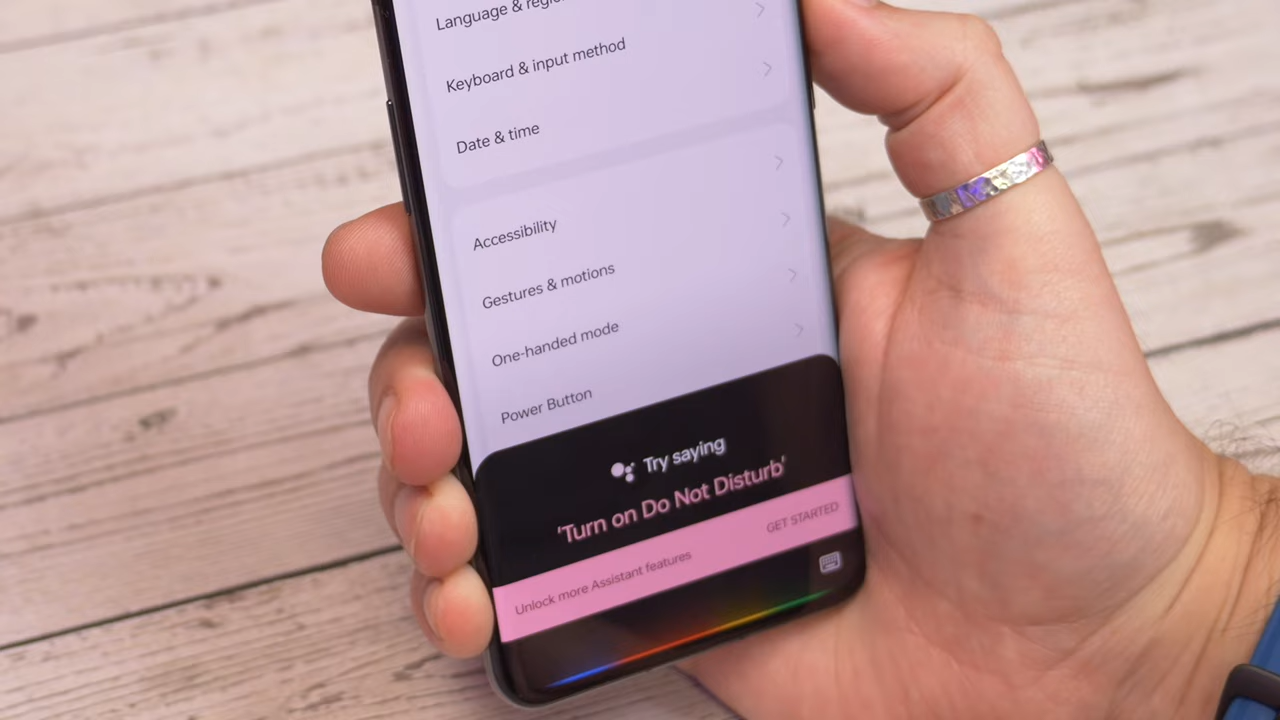 Language & region
Keyboard & input method
Date & time
Accessibility
Gestures & motions
One-handed mode
Power Button
Try saying
'Turn on Do Not Disturb'
Unlock more Assistant features
GET STARTED